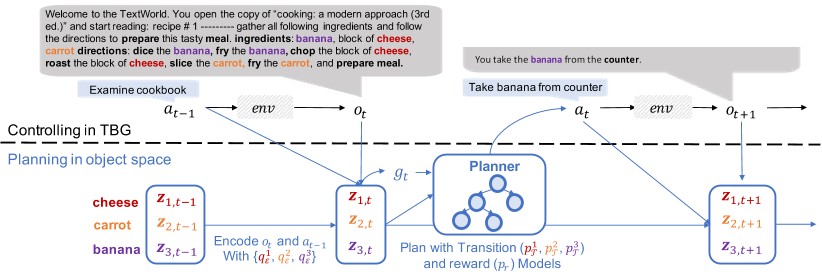 Welcome to the TextWorld. You open the copy of "cooking: a modern approach (3rd
ed.)" and start reading: recipe # 1 --------- gather all following ingredients and follow
the directions to prepare this tasty meal. ingredients: banana, block of cheese,
carrot directions: dice the banana, fry the banana, chop the block of cheese,
roast the block of cheese, slice the carrot, fry the carrot, and prepare meal.
You take the banana from the counter.
Examine cookbook
Take banana from counter
a_{t-1} env o_t a_t env o_{t+1}
Controlling in TBG
Planning in object space
g_t
Planner
cheese z_{1,t-1} z_{1,t} z_{1,t+1}
carrot z_{2,t-1} z_{2,t} z_{2,t+1}
banana z_{3,t-1} z_{3,t} z_{3,t+1}
Encode o_t and a_{t-1}
With {q_ε^1, q_ε^2, q_ε^3}
Plan with Transition (p_T^1, p_T^2, p_T^3)
and reward (p_r) Models